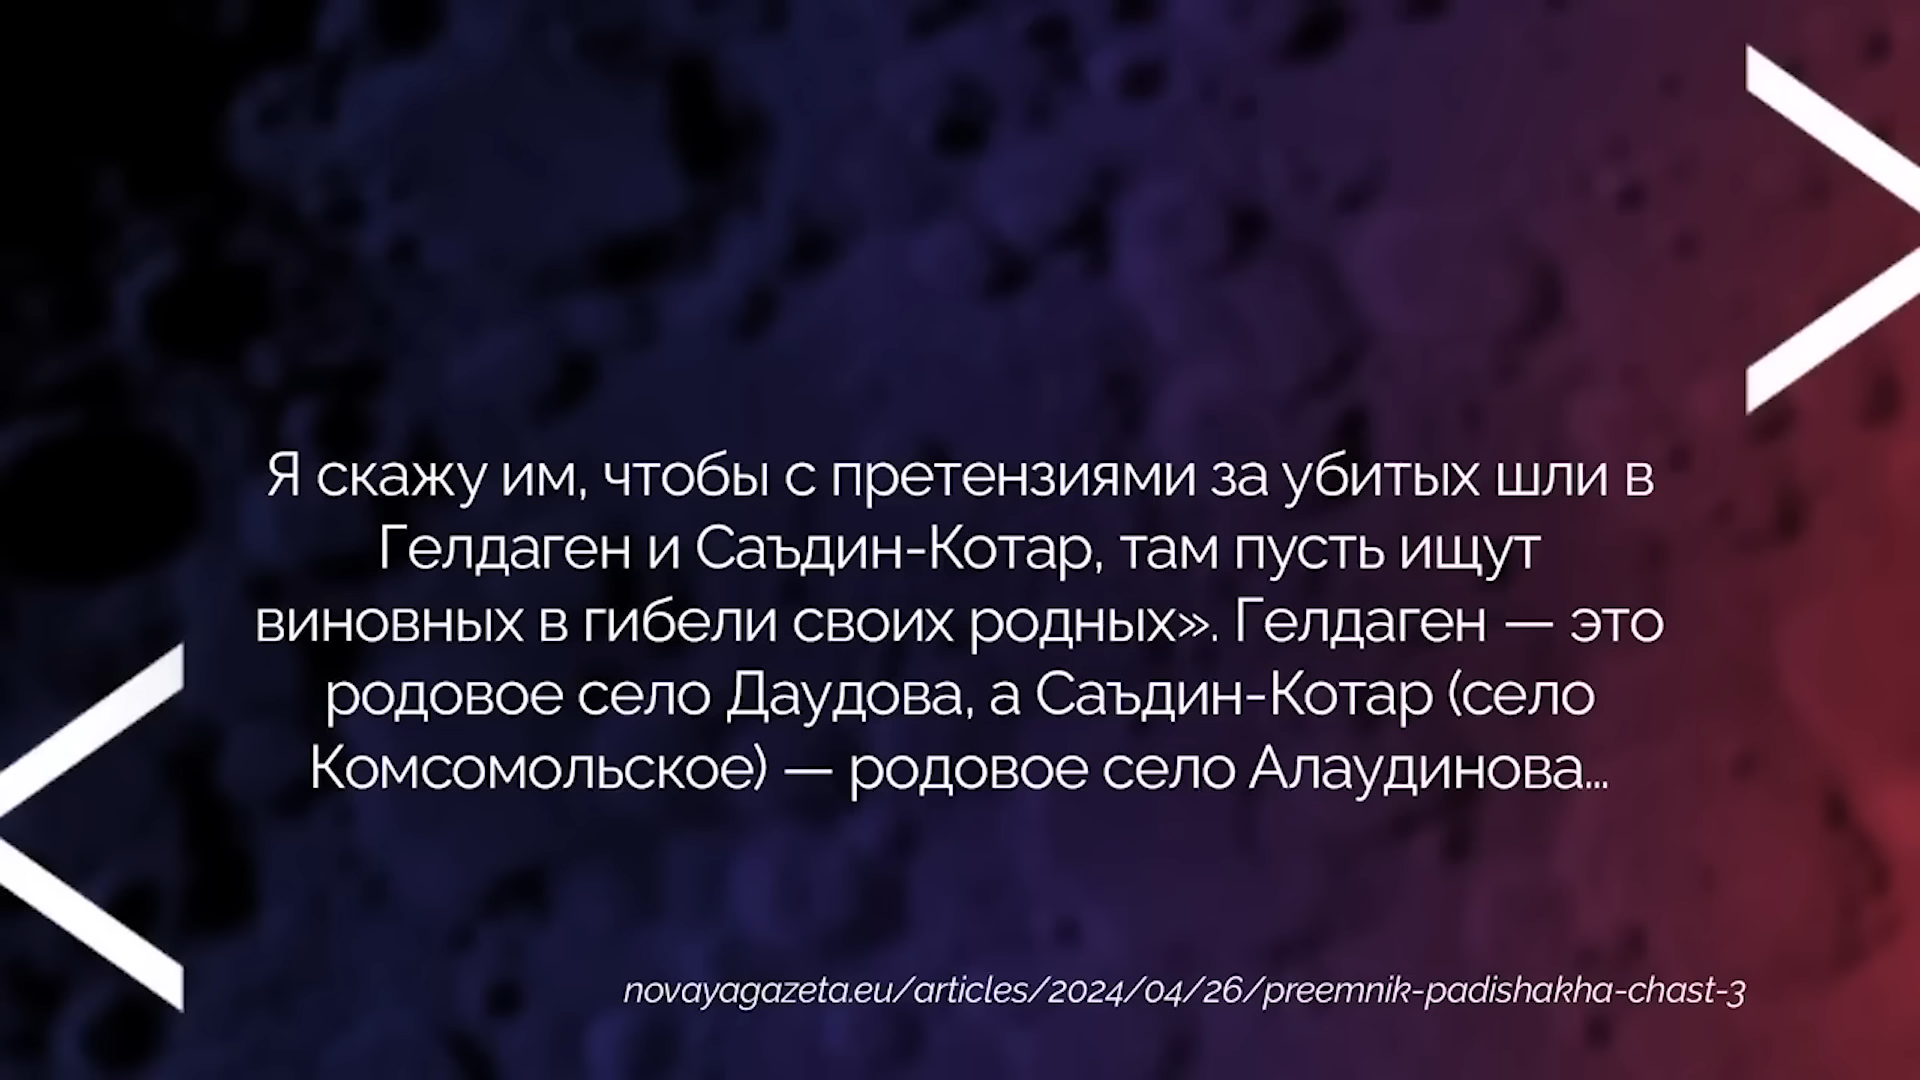 Я скажу им, чтобы с претензиями за убитых шли в
Гелдаген и Саъдин-Котар, там пусть ищут
виновных в гибели своих родных». Гелдаген — это
родовое село Даудова, а Саъдин-Котар (село
Комсомольское) — родовое село Алаудинова...
novayagazeta.eu/articles/2024/04/26/preemnik-padishakha-chast-3